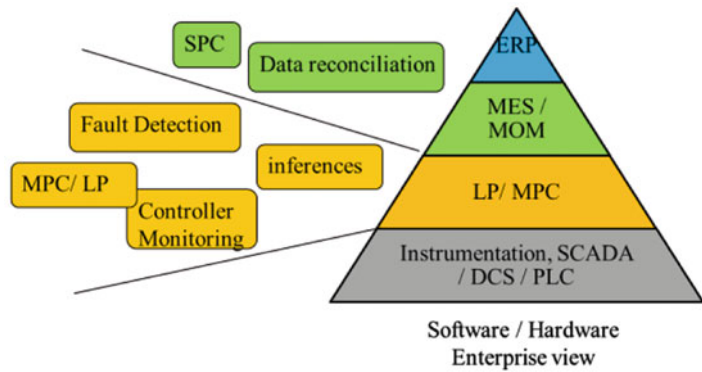 SPC
Data reconciliation
Fault Detection
inferences
MPC/ LP
Controller
Monitoring
ERP
MES /
MOM
LP/ MPC
Instrumentation, SCADA
/ DCS / PLC
Software / Hardware
Enterprise view